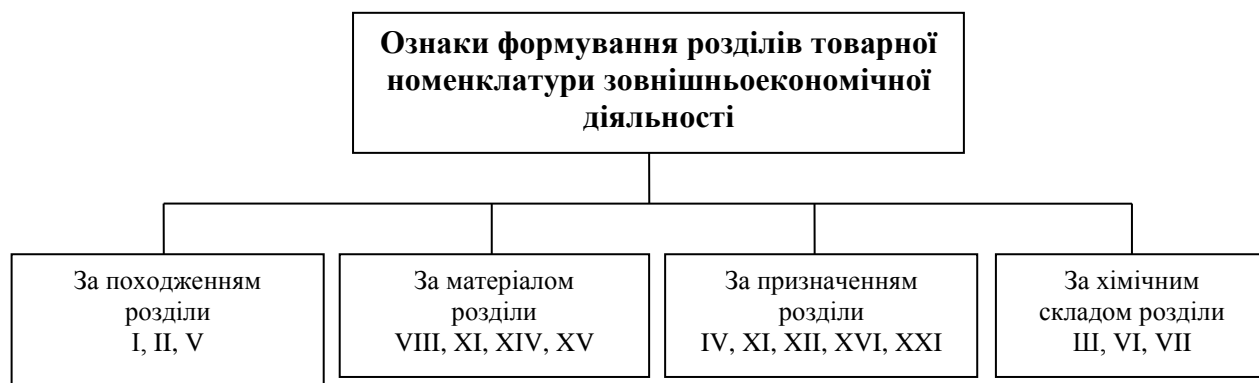 Ознаки формування розділів товарної
номенклатури зовнішньоекономічної
діяльності
За походженням
розділи
I, II, V
За матеріалом
розділи
VIII, XI, XIV, XV
За призначенням
розділи
IV, XI, XII, XVI, XXI
За хімічним
складом розділи
Ш, VI, VII